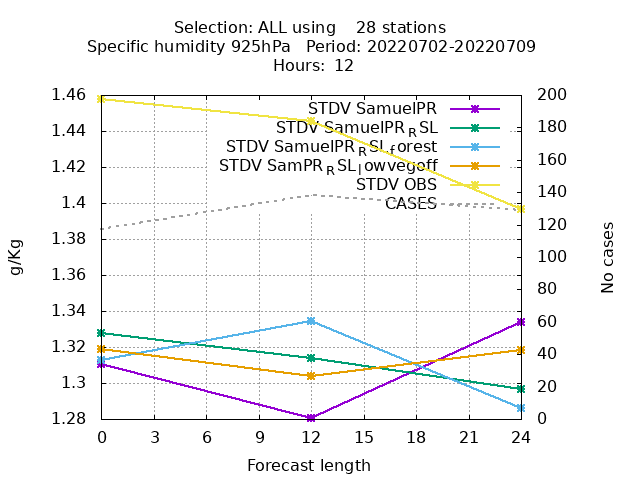 Selection: ALL using 28 stations
Specific humidity 925hPa Period: 20220702-20220709
Hours: 12
1.46
1.44
1.42
1.4
1.38
1.36
1.34
1.32
1.3
1.28
g/Kg
STDV SamuelPR
STDV SamuelPR_RSL
STDV SamuelPR_RSL_forest
STDV SamPR_RSL_lowvegoff
STDV OBS
CASES
200
180
160
140
120
100
80
60
40
20
0
No cases
0 3 6 9 12 15 18 21 24
Forecast length